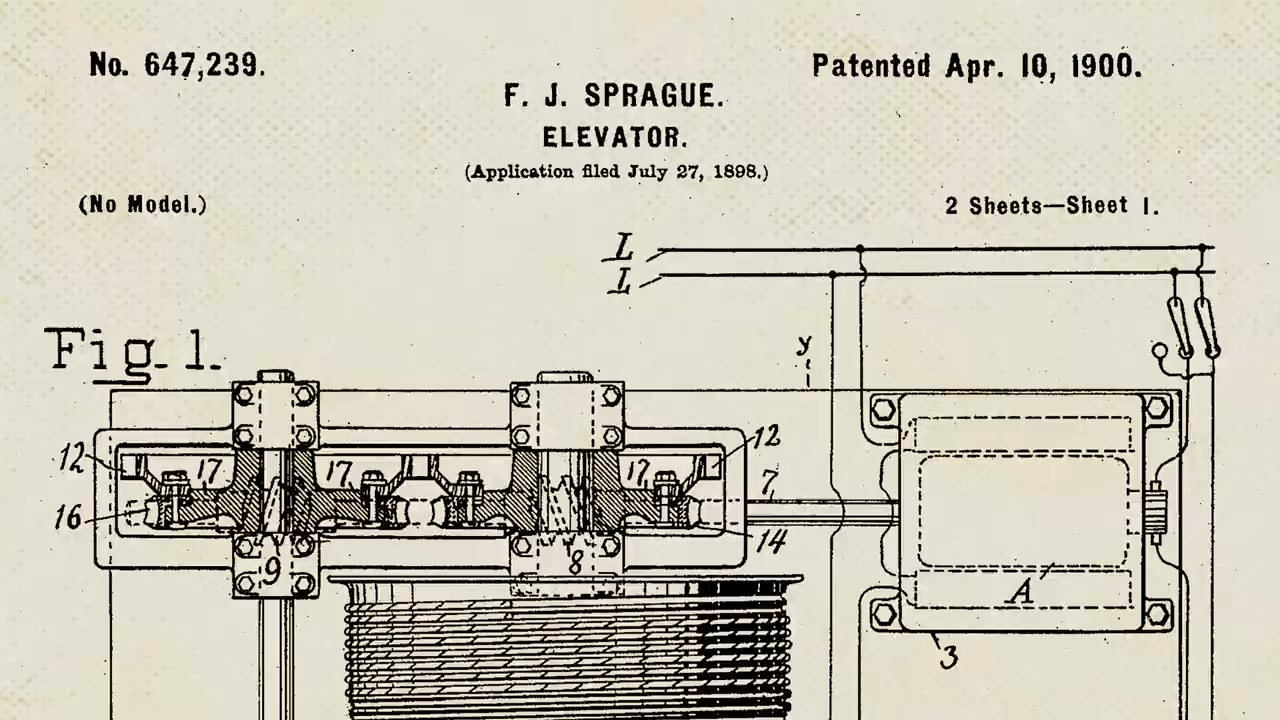 No. 647,239.
Patented Apr. 10, 1900.
F. J. SPRAGUE.
ELEVATOR.
(Application filed July 27, 1898.)
(No Model.)
2 Sheets—Sheet 1.
L
L
Fig. 1.
y
12
17
17
17
12
7
16
14
9
8
A
3